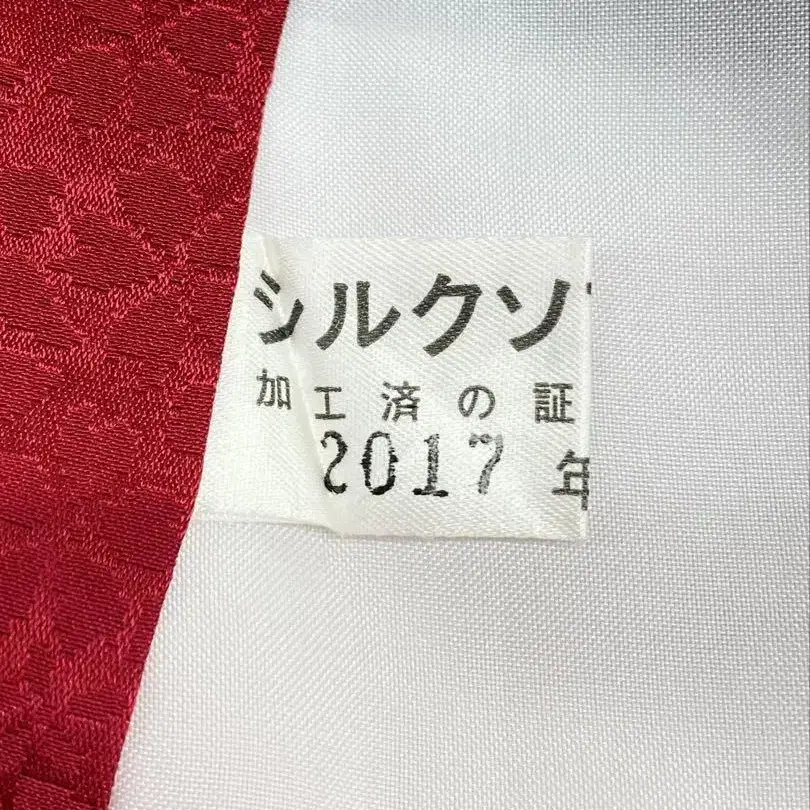 シルクソ
加工済の証
2017 年